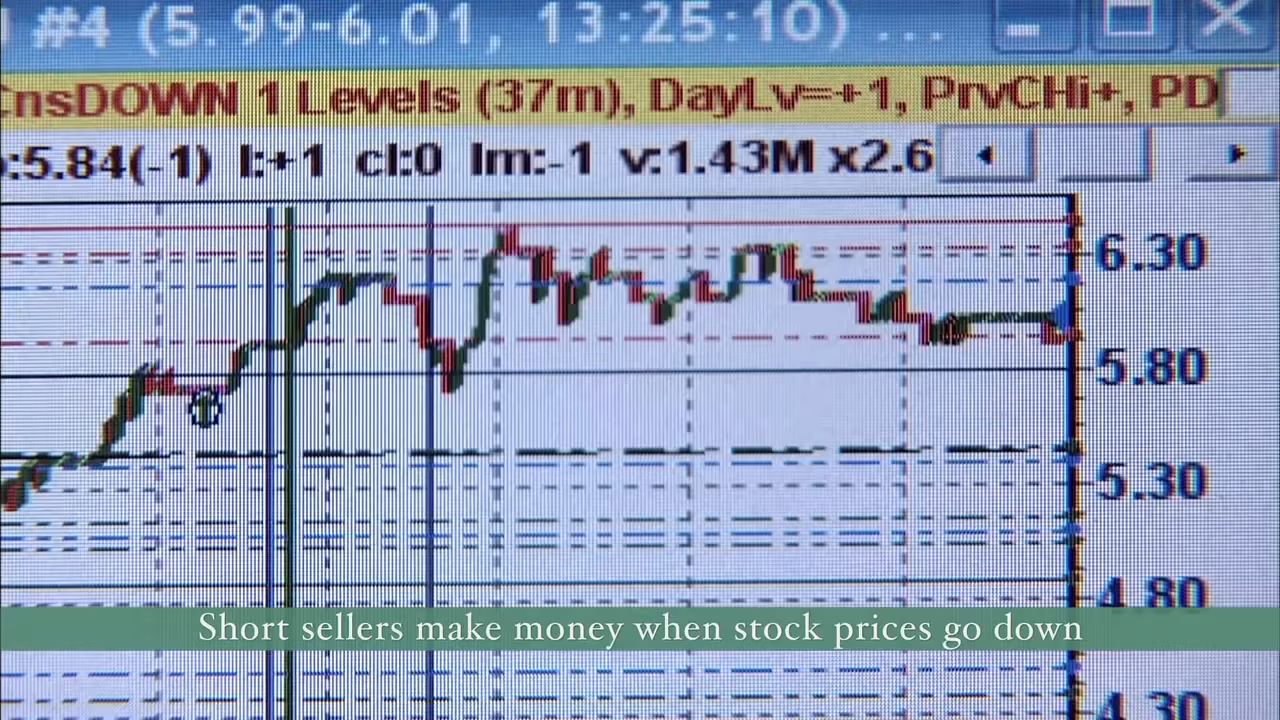 #4 (5.99-6.01, 13:25:10) ...
CnsDOWN 1 Levels (37m), DayLv=+1, PrvCHi+, PD
:5.84(-1) l:+1 cl:0 lm:-1 v:1.43M x2.6
6.30
5.80
5.30
4.80
Short sellers make money when stock prices go down
4.30